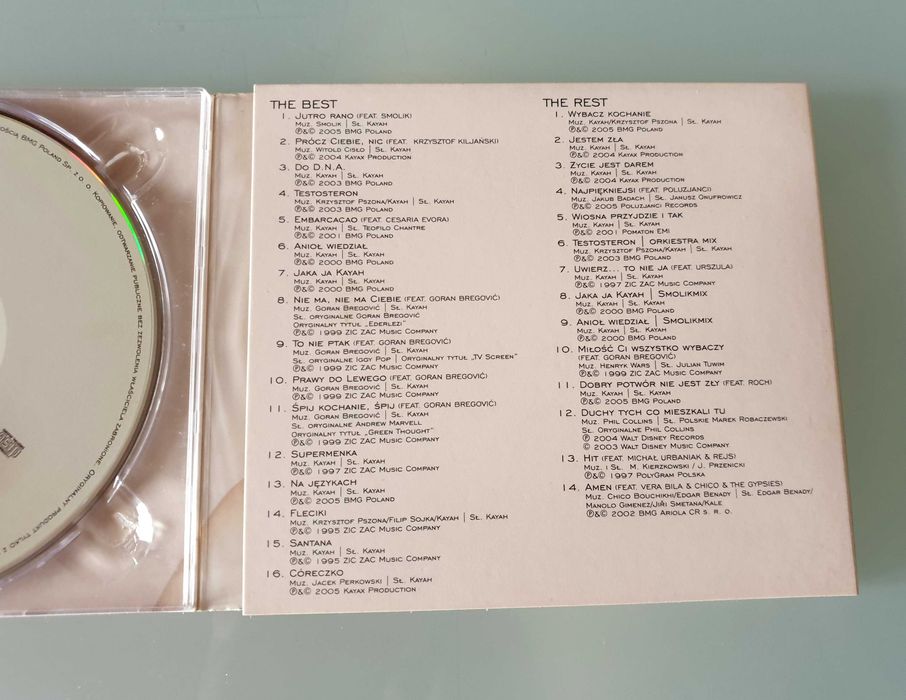 OŚCIĄ BMG POLAND SP. Z O.O. KOPIOWANIE, ODTWARZANIE PUBLICZNE BEZ ZEZWOLENIA WŁAŚCICIELA ZABRONIONE. ORYGINALNY PRODUKT TYLKO Z
THE BEST
1. JUTRO RANO (FEAT. SMOLIK)
MUZ. SMOLIK | SŁ. KAYAH
℗&© 2005 BMG POLAND
2. PRÓCZ CIEBIE, NIC (FEAT. KRZYSZTOF KILJAŃSKI)
MUZ. WITOLD CISŁO | SŁ. KAYAH
℗&© 2004 KAYAX PRODUCTION
3. DO D.N.A.
MUZ. KAYAH | SŁ. KAYAH
℗&© 2003 BMG POLAND
4. TESTOSTERON
MUZ. KRZYSZTOF PSZONA/KAYAH | SŁ. KAYAH
℗&© 2003 BMG POLAND
5. EMBARCACAO (FEAT. CESARIA EVORA)
MUZ. KAYAH | SŁ. TEOFILO CHANTRE
℗&© 2001 BMG POLAND
6. ANIOŁ WIEDZIAŁ
MUZ. KAYAH | SŁ. KAYAH
℗&© 2000 BMG POLAND
7. JAKA JA KAYAH
MUZ. KAYAH | SŁ. KAYAH
℗&© 2000 BMG POLAND
8. NIE MA, NIE MA CIEBIE (FEAT. GORAN BREGOVIĆ)
MUZ. GORAN BREGOVIĆ | SŁ. KAYAH
SŁ. ORYGINALNE GORAN BREGOVIĆ
ORYGINALNY TYTUŁ „EDERLEZI"
℗&© 1999 ZIC ZAC MUSIC COMPANY
9. TO NIE PTAK (FEAT. GORAN BREGOVIĆ)
MUZ. GORAN BREGOVIĆ | SŁ. KAYAH
SŁ. ORYGINALNE IGGY POP | ORYGINALNY TYTUŁ „TV SCREEN"
℗&© 1999 ZIC ZAC MUSIC COMPANY
10. PRAWY DO LEWEGO (FEAT. GORAN BREGOVIĆ)
MUZ. GORAN BREGOVIĆ | SŁ. KAYAH
℗&© 1999 ZIC ZAC MUSIC COMPANY
11. ŚPIJ KOCHANIE, ŚPIJ (FEAT. GORAN BREGOVIĆ)
MUZ. GORAN BREGOVIĆ | SŁ. KAYAH
SŁ. ORYGINALNE ANDREW MARVELL
ORYGINALNY TYTUŁ „GREEN THOUGHT"
℗&© 1999 ZIC ZAC MUSIC COMPANY
12. SUPERMENKA
MUZ. KAYAH | SŁ. KAYAH
℗&© 1997 ZIC ZAC MUSIC COMPANY
13. NA JĘZYKACH
MUZ. KAYAH | SŁ. KAYAH
℗&© 2005 BMG POLAND
14. FLECIKI
MUZ. KRZYSZTOF PSZONA/FILIP SOJKA/KAYAH | SŁ. KAYAH
℗&© 1995 ZIC ZAC MUSIC COMPANY
15. SANTANA
MUZ. KAYAH | SŁ. KAYAH
℗&© 1995 ZIC ZAC MUSIC COMPANY
16. CÓRECZKO
MUZ. JACEK PERKOWSKI | SŁ. KAYAH
℗&© 2005 KAYAX PRODUCTION
THE REST
1. WYBACZ KOCHANIE
MUZ. KAYAH/KRZYSZTOF PSZONA | SŁ. KAYAH
℗&© 2005 BMG POLAND
2. JESTEM ZŁA
MUZ. KAYAH | SŁ. KAYAH
℗&© 2004 KAYAX PRODUCTION
3. ŻYCIE JEST DAREM
MUZ. KAYAH | SŁ. KAYAH
℗&© 2004 KAYAX PRODUCTION
4. NAJPIĘKNIEJSI (FEAT. POLUZJANCI)
MUZ. JAKUB BADACH | SŁ. JANUSZ ONUFROWICZ
℗&© 2005 POLUZJANCI RECORDS
5. WIOSNA PRZYJDZIE I TAK
MUZ. KAYAH | SŁ. KAYAH
℗&© 2001 POMATON EMI
6. TESTOSTERON | ORKIESTRA MIX
MUZ. KRZYSZTOF PSZONA/KAYAH | SŁ. KAYAH
℗&© 2003 BMG POLAND
7. UWIERZ... TO NIE JA (FEAT. URSZULA)
MUZ. KAYAH | SŁ. KAYAH
℗&© 1997 ZIC ZAC MUSIC COMPANY
8. JAKA JA KAYAH | SMOLIKMIX
MUZ. KAYAH | SŁ. KAYAH
℗&© 2000 BMG POLAND
9. ANIOŁ WIEDZIAŁ | SMOLIKMIX
MUZ. KAYAH | SŁ. KAYAH
℗&© 2000 BMG POLAND
10. MIŁOŚĆ CI WSZYSTKO WYBACZY
(FEAT. GORAN BREGOVIĆ)
MUZ. HENRYK WARS | SŁ. JULIAN TUWIM
℗&© 1999 ZIC ZAC MUSIC COMPANY
11. DOBRY POTWÓR NIE JEST ZŁY (FEAT. ROCH)
MUZ. KAYAH | SŁ. KAYAH
℗&© 2005 BMG POLAND
12. DUCHY TYCH CO MIESZKALI TU
MUZ. PHIL COLLINS | SŁ. POLSKIE MAREK ROBACZEWSKI
SŁ. ORYGINALNE PHIL COLLINS
℗ 2004 WALT DISNEY RECORDS
© 2003 WALT DISNEY MUSIC COMPANY
13. HIT (FEAT. MICHAŁ URBANIAK & REJS)
MUZ. I SŁ. M. KIERZKOWSKI / J. PRZENICKI
℗&© 1997 POLYGRAM POLSKA
14. AMEN (FEAT. VERA BILA & CHICO & THE GYPSIES)
MUZ. CHICO BOUCHIKHI/EDGAR BENADY | SŁ. EDGAR BENADY/
MANOLO GIMENEZ/JIŘI SMETANA/KALE
℗&© 2002 BMG ARIOLA CR S. R. O.